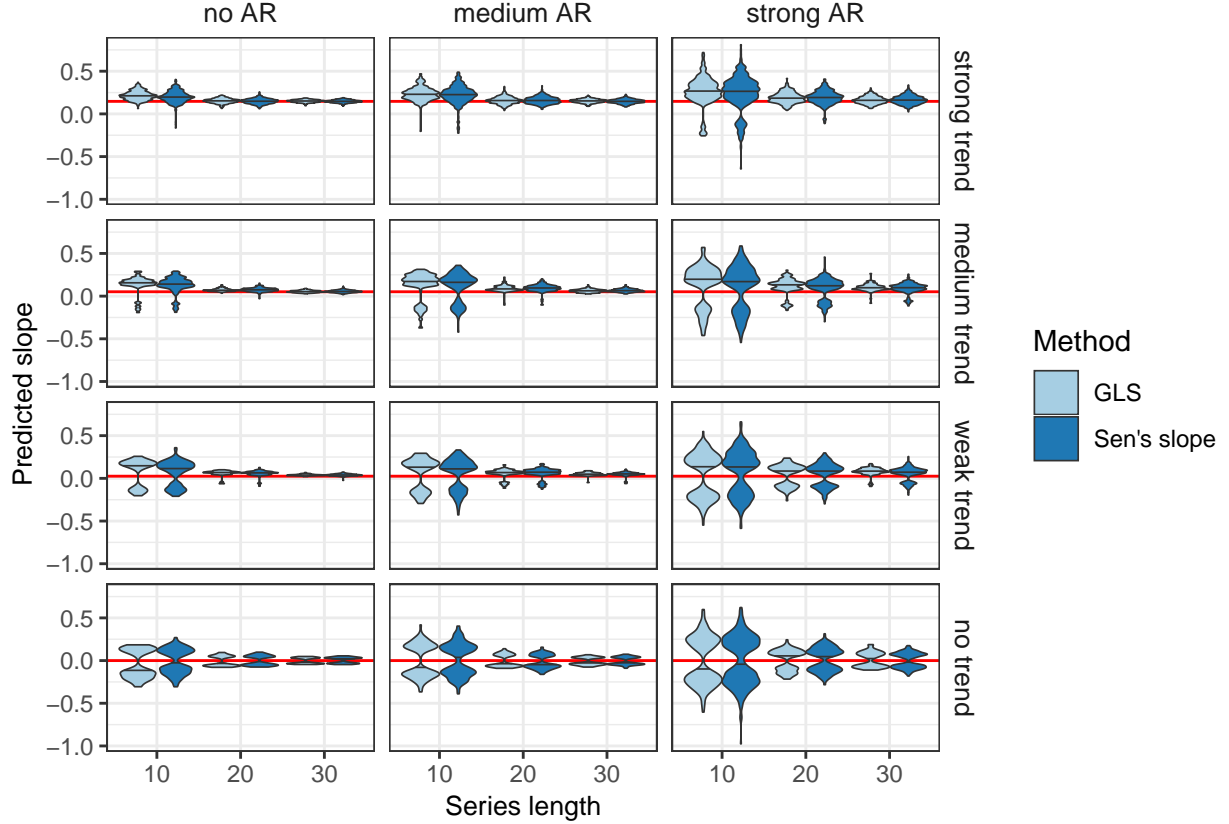 no AR
medium AR
strong AR
0.5
0.0
−0.5
−1.0
strong trend
0.5
0.0
−0.5
−1.0
medium trend
0.5
0.0
−0.5
−1.0
weak trend
0.5
0.0
−0.5
−1.0
no trend
10
20
30
10
20
30
10
20
30
Series length
Predicted slope
Method
GLS
Sen's slope